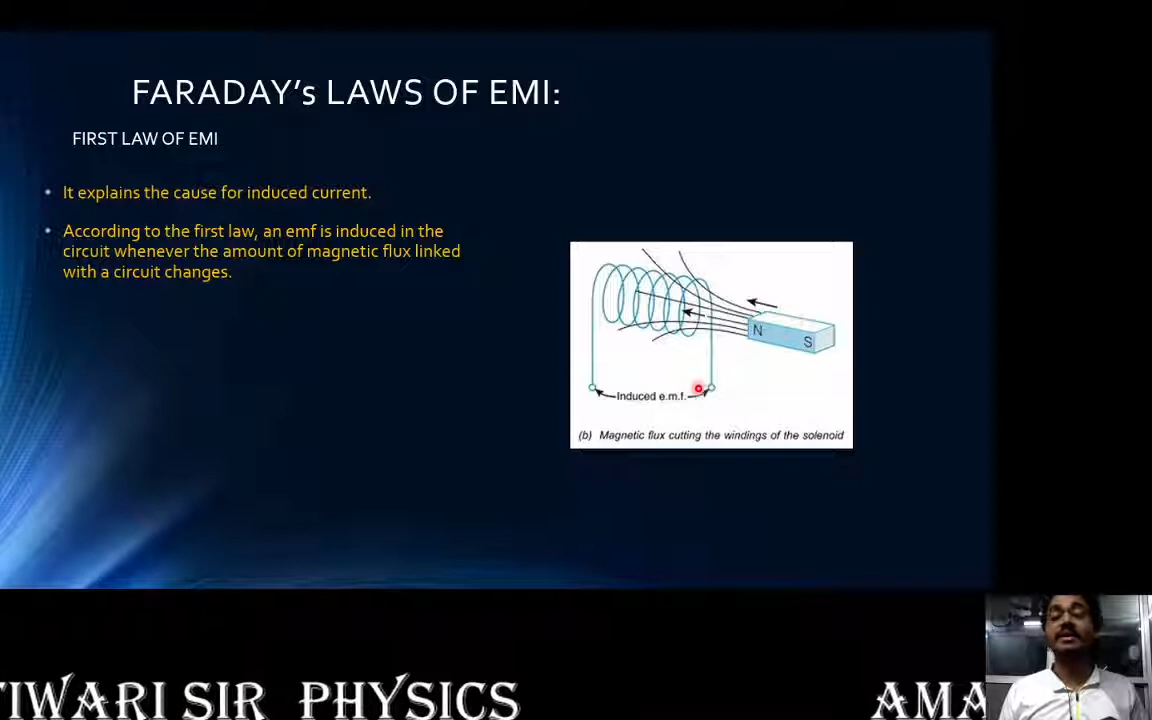 FARADAY's LAWS OF EMI:
FIRST LAW OF EMI
• It explains the cause for induced current.
• According to the first law, an emf is induced in the
circuit whenever the amount of magnetic flux linked
with a circuit changes.
N
S
Induced e.m.f.
(b) Magnetic flux cutting the windings of the solenoid
TIWARI SIR PHYSICS
AMA